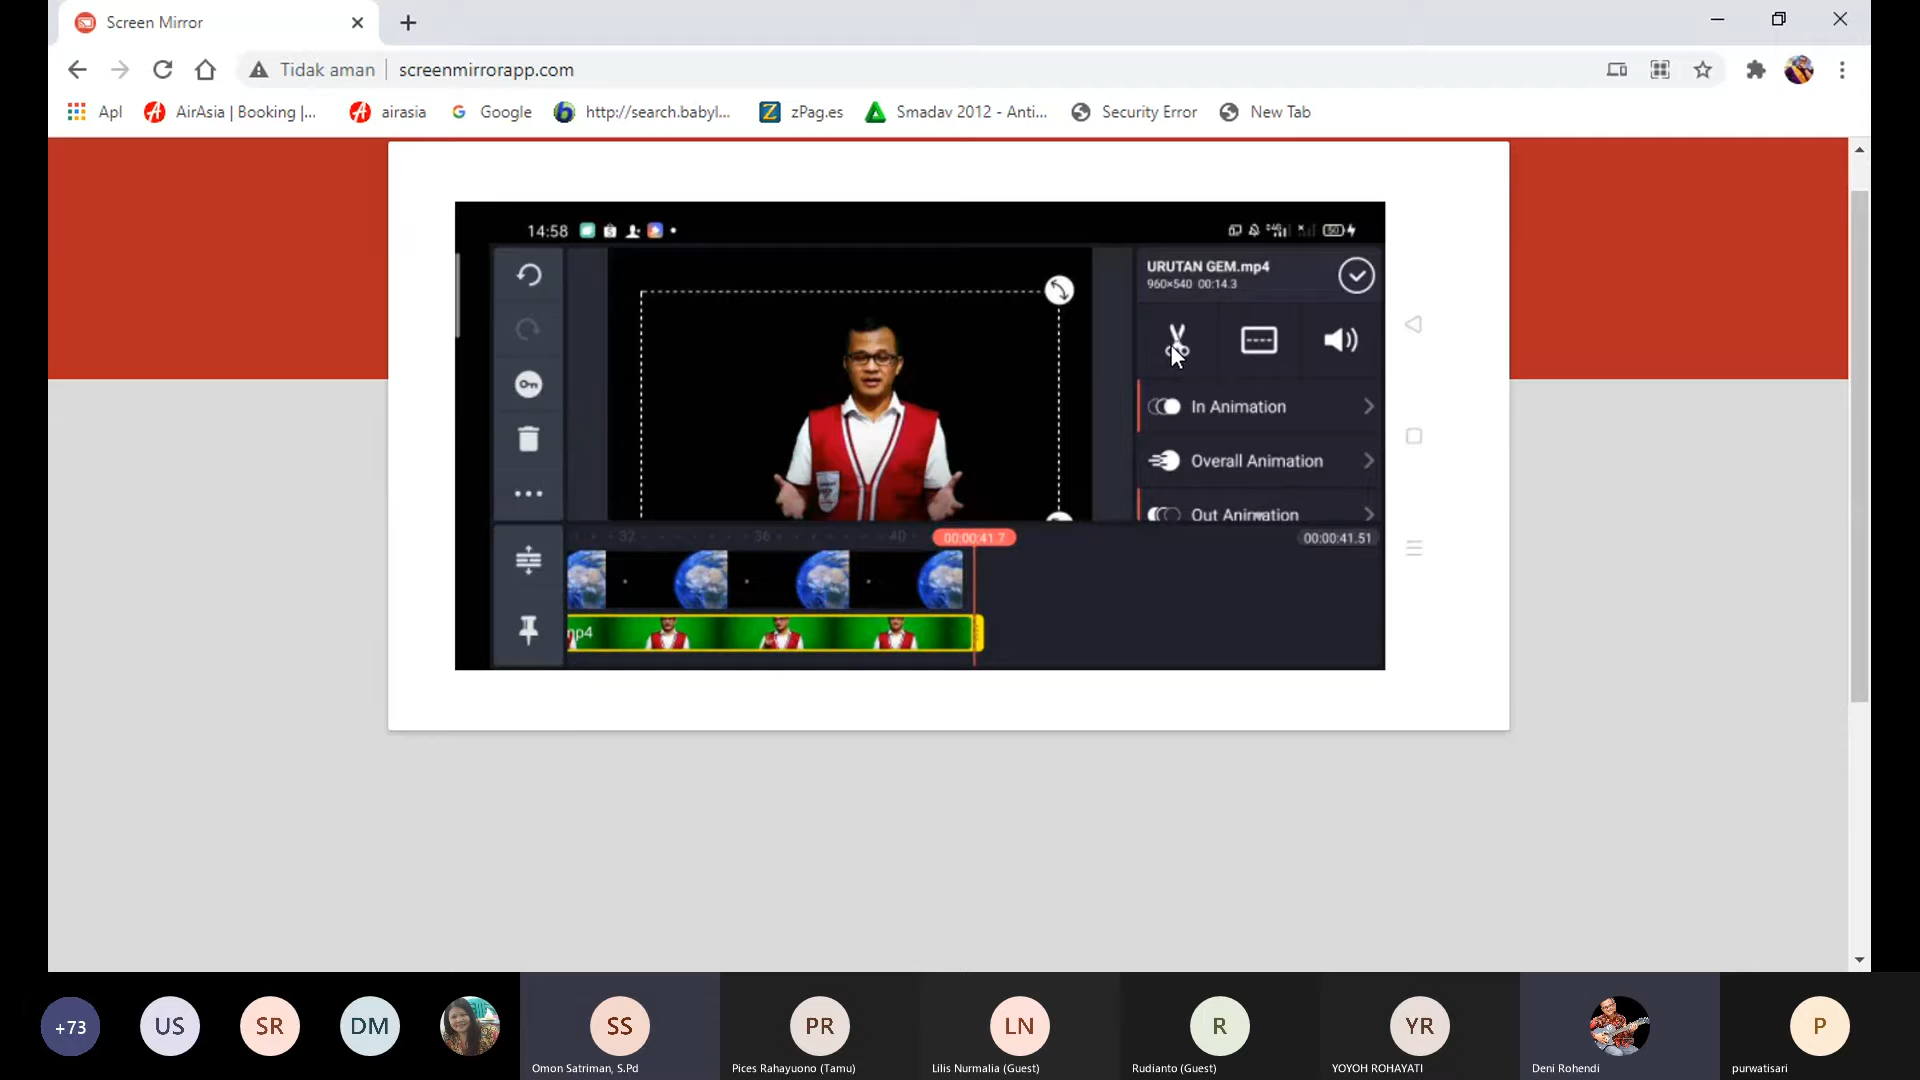 Screen Mirror
Tidak aman screenmirrorapp.com
Apl AirAsia | Booking |... airasia Google http://search.babyl... zPag.es Smadav 2012 - Anti... Security Error New Tab
14:58
URUTAN GEM.mp4
960×540 00:14.3
In Animation
Overall Animation
Out Animation
32 36 40 00:00:41.7 00:00:41.51
mp4
+73 US SR DM SS PR LN R YR P
Omon Satriman, S.Pd Pices Rahayuono (Tamu) Lilis Nurmalia (Guest) Rudianto (Guest) YOYOH ROHAYATI Deni Rohendi purwatisari